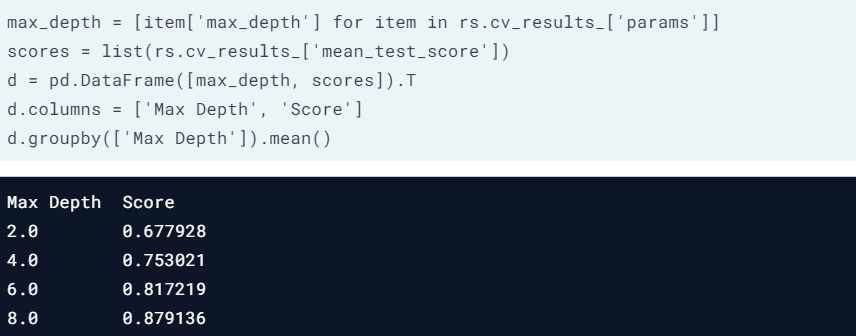 max_depth = [item['max_depth'] for item in rs.cv_results_['params']]
scores = list(rs.cv_results_['mean_test_score'])
d = pd.DataFrame([max_depth, scores]).T
d.columns = ['Max Depth', 'Score']
d.groupby(['Max Depth']).mean()
Max Depth  Score
2.0        0.677928
4.0        0.753021
6.0        0.817219
8.0        0.879136